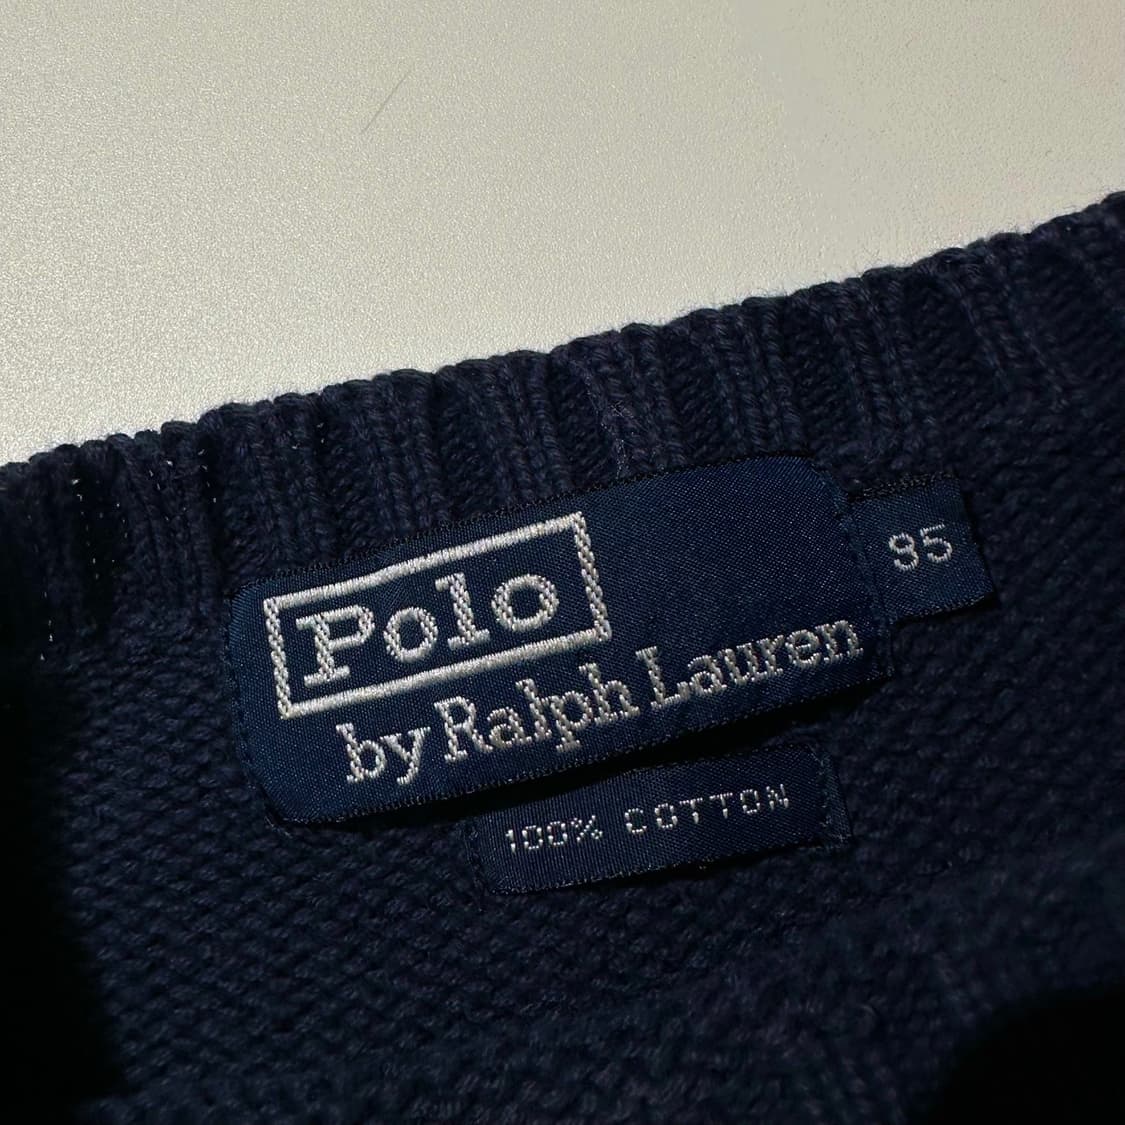 Polo
by Ralph Lauren
95
100% COTTON